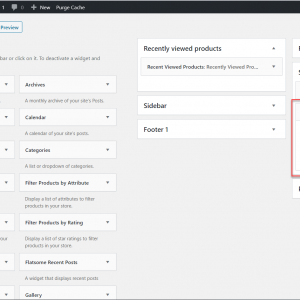 1 0 + New Purge Cache
Preview
bar or click on it. To deactivate a widget and
Archives
A monthly archive of your site's Posts.
Calendar
A calendar of your site's posts.
Categories
A list or dropdown of categories.
Filter Products by Attribute
Display a list of attributes to filter
products in your store.
your
Filter Products by Rating
Display a list of star ratings to filter
products in your store.
Flatsome Recent Posts
A widget that displays recent posts
Gallery
Recently viewed products
Recent Viewed Products: Recently Viewed Pro...
Sidebar
Footer 1